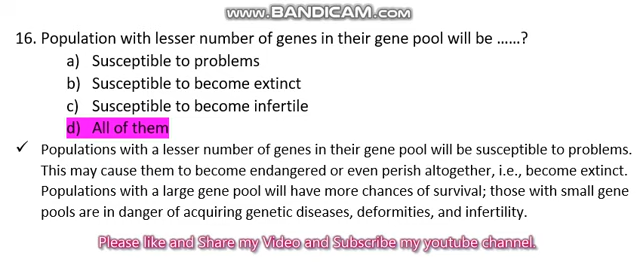 www.BANDICAM.com
16. Population with lesser number of genes in their gene pool will be ......?
a) Susceptible to problems
b) Susceptible to become extinct
c) Susceptible to become infertile
d) All of them
✓ Populations with a lesser number of genes in their gene pool will be susceptible to problems.
This may cause them to become endangered or even perish altogether, i.e., become extinct.
Populations with a large gene pool will have more chances of survival; those with small gene
pools are in danger of acquiring genetic diseases, deformities, and infertility.
Please like and Share my Video and Subscribe my youtube channel.